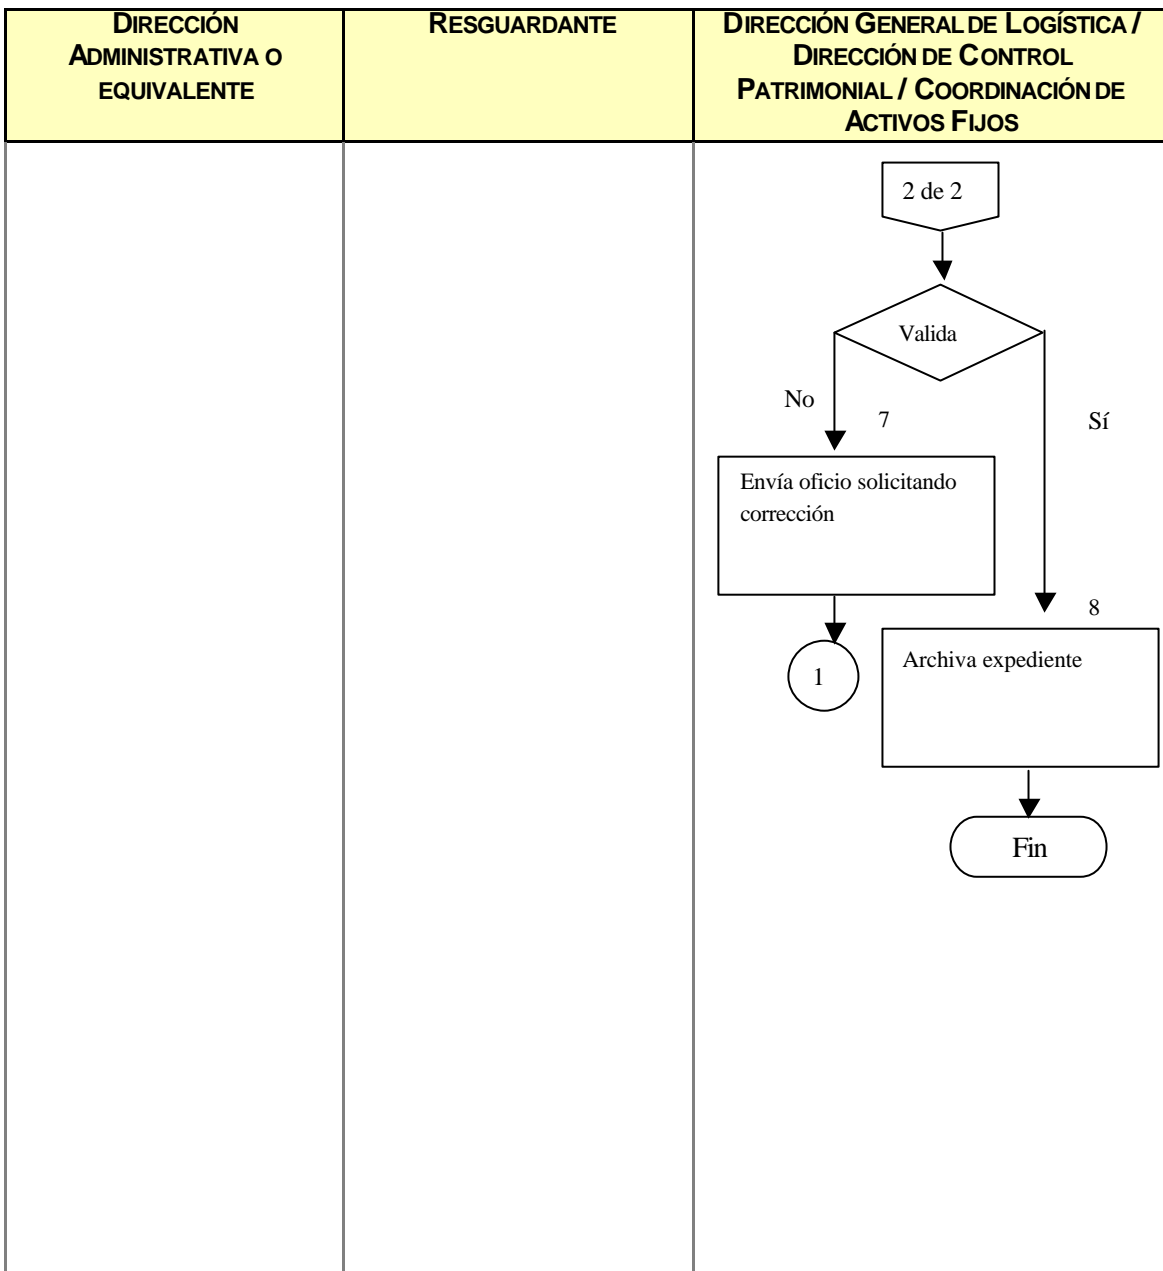 DIRECCIÓN
ADMINISTRATIVA O
EQUIVALENTE
RESGUARDANTE
DIRECCIÓN GENERAL DE LOGÍSTICA /
DIRECCIÓN DE CONTROL
PATRIMONIAL / COORDINACIÓN DE
ACTIVOS FIJOS
2 de 2
Valida
No
7
Sí
Envía oficio solicitando
corrección
8
1
Archiva expediente
Fin